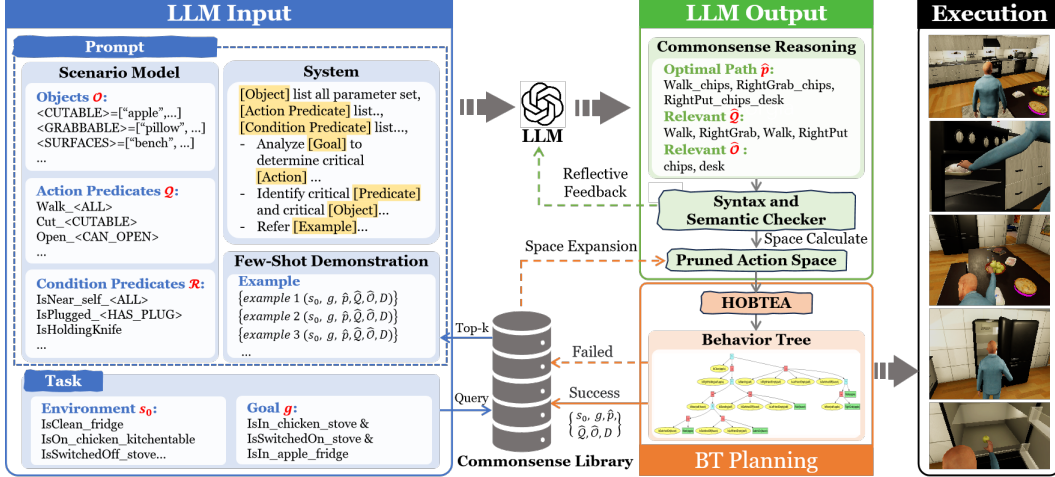 LLM Input
Prompt
Scenario Model
Objects 𝒪:
<CUTABLE>=["apple",...]
<GRABBABLE>=["pillow", ...]
<SURFACES>=["bench", ...]
...
Action Predicates 𝒬:
Walk_<ALL>
Cut_<CUTABLE>
Open_<CAN_OPEN>
...
Condition Predicates ℛ:
IsNear_self_<ALL>
IsPlugged_<HAS_PLUG>
IsHoldingKnife
...
System
[Object] list all parameter set,
[Action Predicate] list..,
[Condition Predicate] list...,
- Analyze [Goal] to
determine critical
[Action] ...
- Identify critical [Predicate]
and critical [Object]...
- Refer [Example]...
Few-Shot Demonstration
Example
{example 1 (s₀, g, p̂, Q̂, Ô, D)}
{example 2 (s₀, g, p̂, Q̂, Ô, D)}
{example 3 (s₀, g, p̂, Q̂, Ô, D)}
...
Task
Environment s₀:
IsClean_fridge
IsOn_chicken_kitchentable
IsSwitchedOff_stove...
Goal g:
IsIn_chicken_stove &
IsSwitchedOn_stove &
IsIn_apple_fridge
LLM
Reflective
Feedback
Space Expansion
Top-k
Query
Failed
Success
{s₀, g, p̂,
Q̂, Ô, D}
Commonsense Library
LLM Output
Commonsense Reasoning
Optimal Path p̂:
Walk_chips, RightGrab_chips,
RightPut_chips_desk
Relevant Q̂:
Walk, RightGrab, Walk, RightPut
Relevant Ô :
chips, desk
Syntax and
Semantic Checker
Space Calculate
Pruned Action Space
HOBTEA
Behavior Tree
BT Planning
Execution